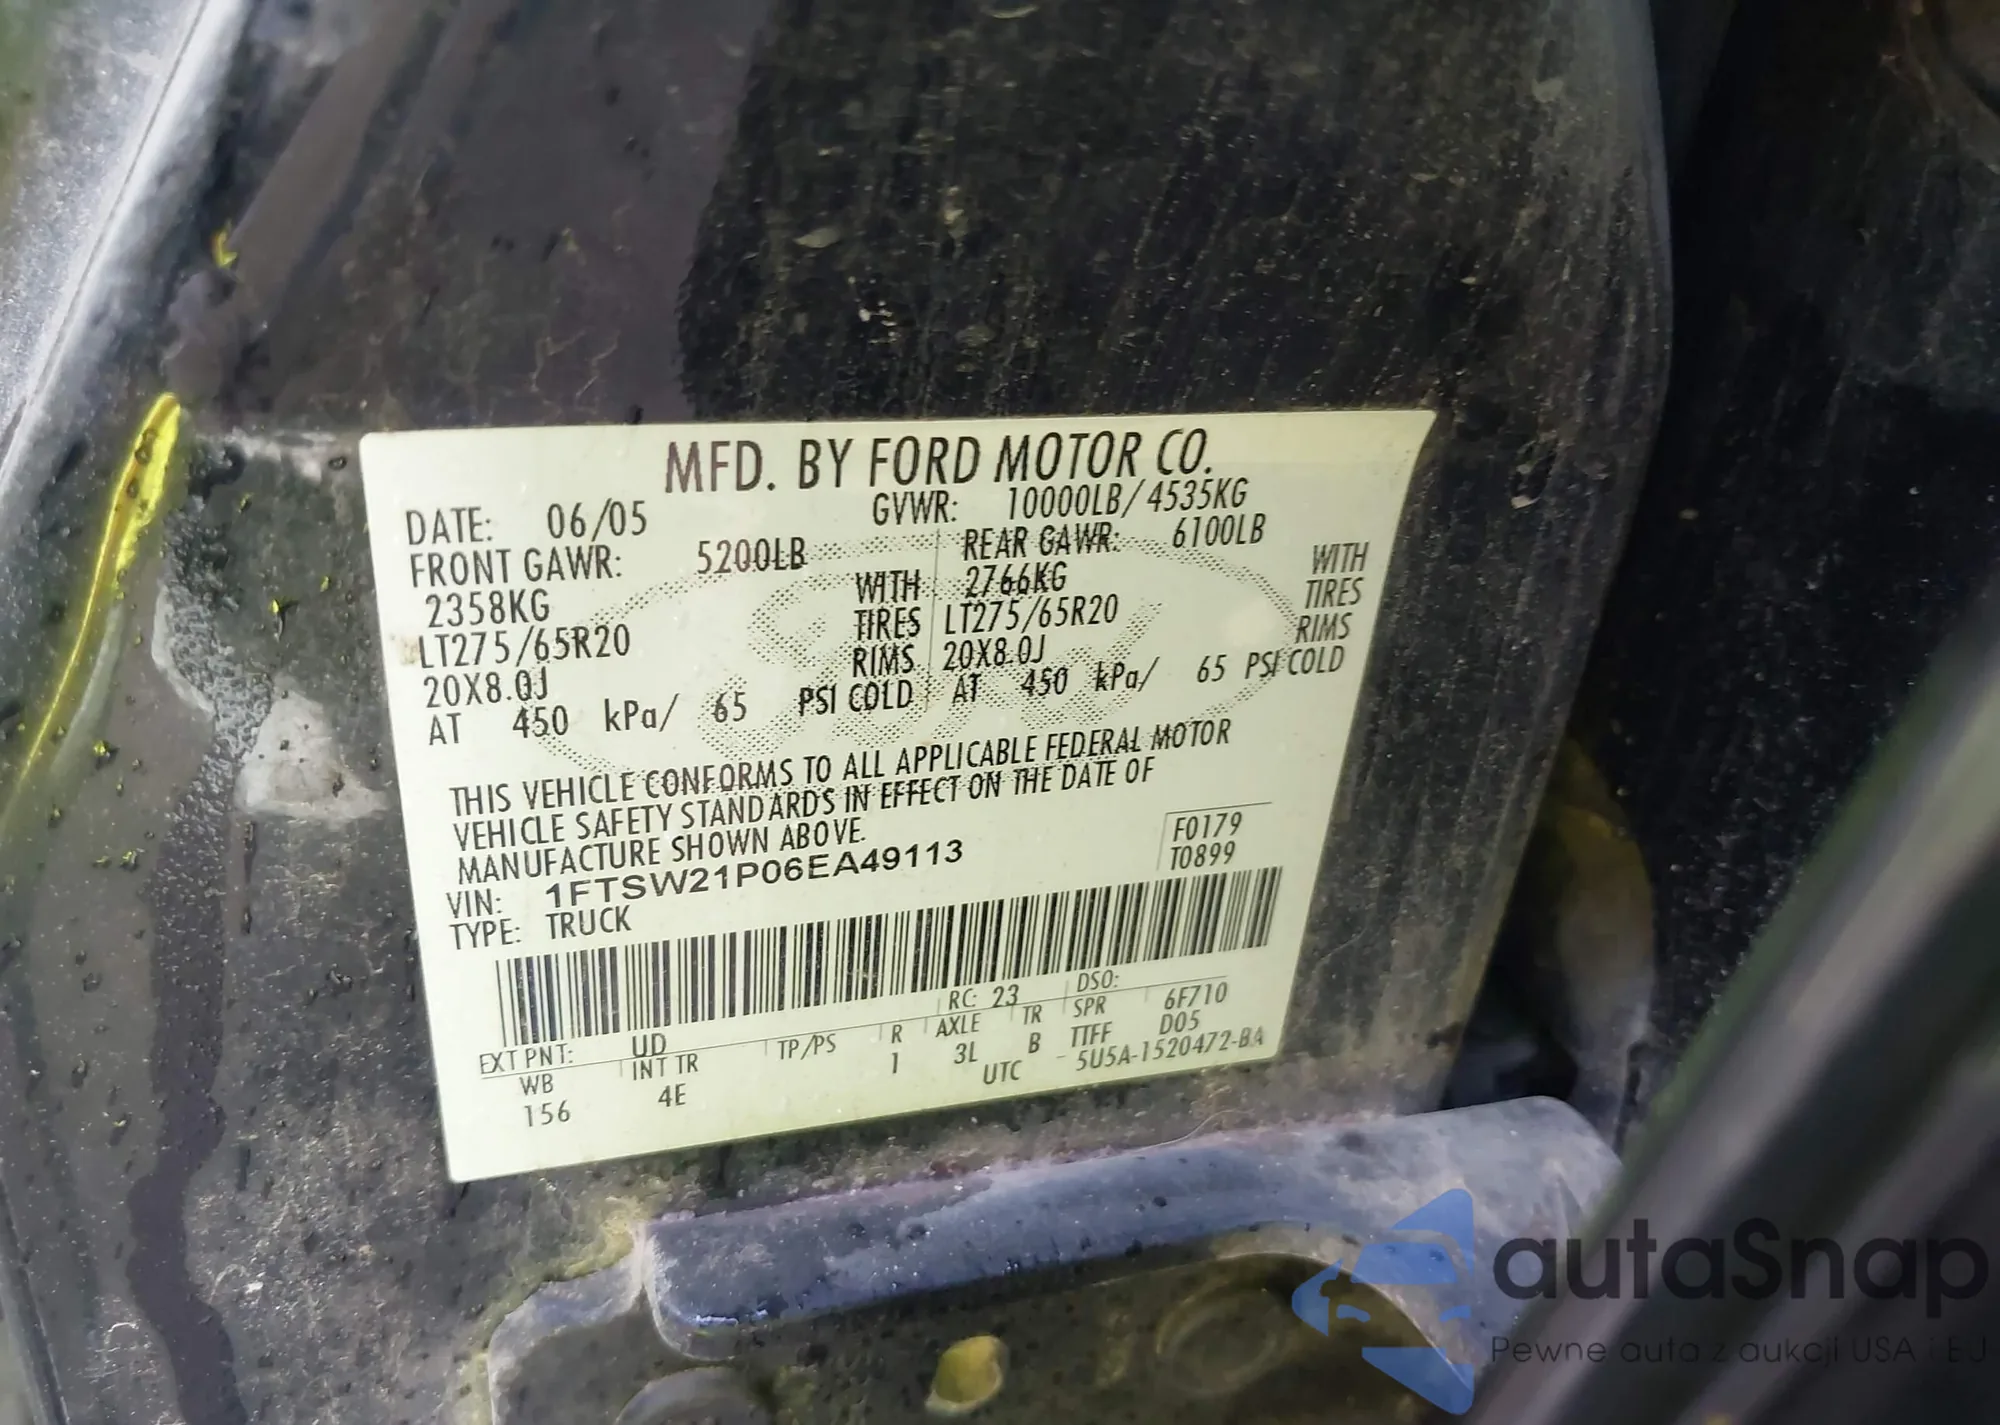 MFD. BY FORD MOTOR CO.
DATE: 06/05 GVWR: 10000LB/4535KG
FRONT GAWR: 5200LB REAR GAWR: 6100LB
2358KG WITH 2766KG WITH
LT275/65R20 TIRES LT275/65R20 TIRES
20X8.0J RIMS 20X8.0J RIMS
AT 450 kPa/ 65 PSI COLD AT 450 kPa/ 65 PSI COLD
THIS VEHICLE CONFORMS TO ALL APPLICABLE FEDERAL MOTOR
VEHICLE SAFETY STANDARDS IN EFFECT ON THE DATE OF
MANUFACTURE SHOWN ABOVE.
F0179
VIN: 1FTSW21P06EA49113
T0899
TYPE: TRUCK
EXT PNT: UD RC: 23 DSO:
WB INT TR TP/PS R AXLE TR SPR 6F710
156 4E 1 3L B TTFF D05
UTC - 5U5A-1520472-BA
autaSnap
Pewne auta z aukcji USA i EU